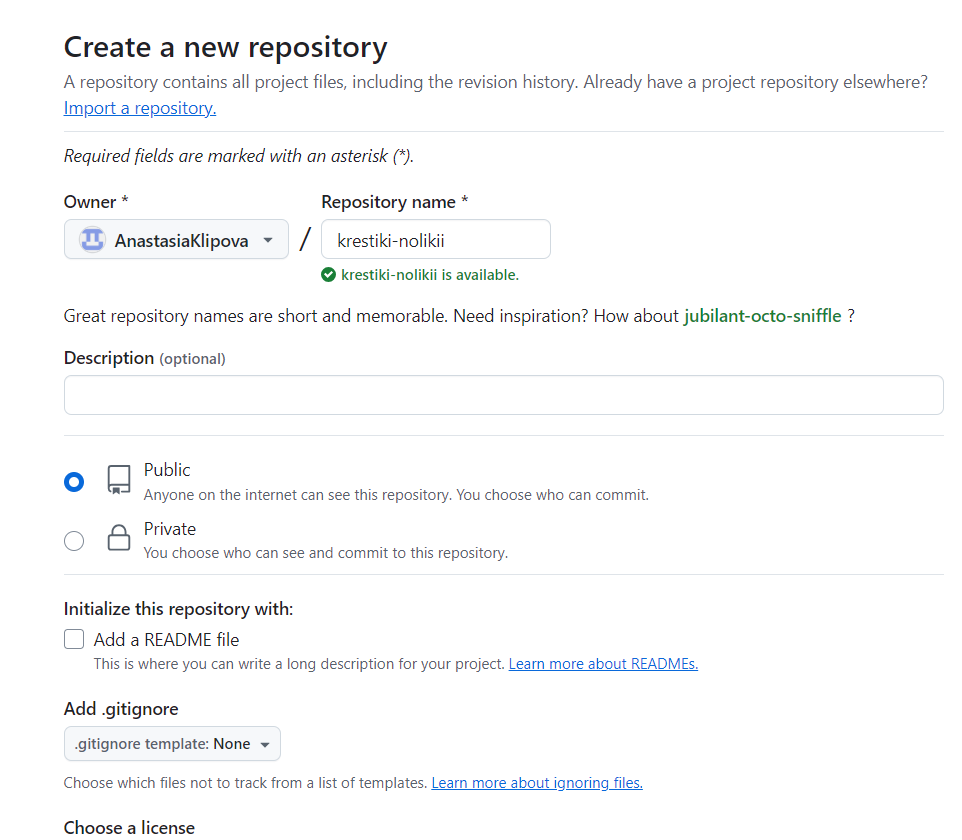 Create a new repository
A repository contains all project files, including the revision history. Already have a project repository elsewhere?
Import a repository.
Required fields are marked with an asterisk (*).
Owner * Repository name *
AnastasiaKlipova / krestiki-nolikii
krestiki-nolikii is available.
Great repository names are short and memorable. Need inspiration? How about jubilant-octo-sniffle ?
Description (optional)
Public
Anyone on the internet can see this repository. You choose who can commit.
Private
You choose who can see and commit to this repository.
Initialize this repository with:
Add a README file
This is where you can write a long description for your project. Learn more about READMEs.
Add .gitignore
.gitignore template: None
Choose which files not to track from a list of templates. Learn more about ignoring files.
Choose a license